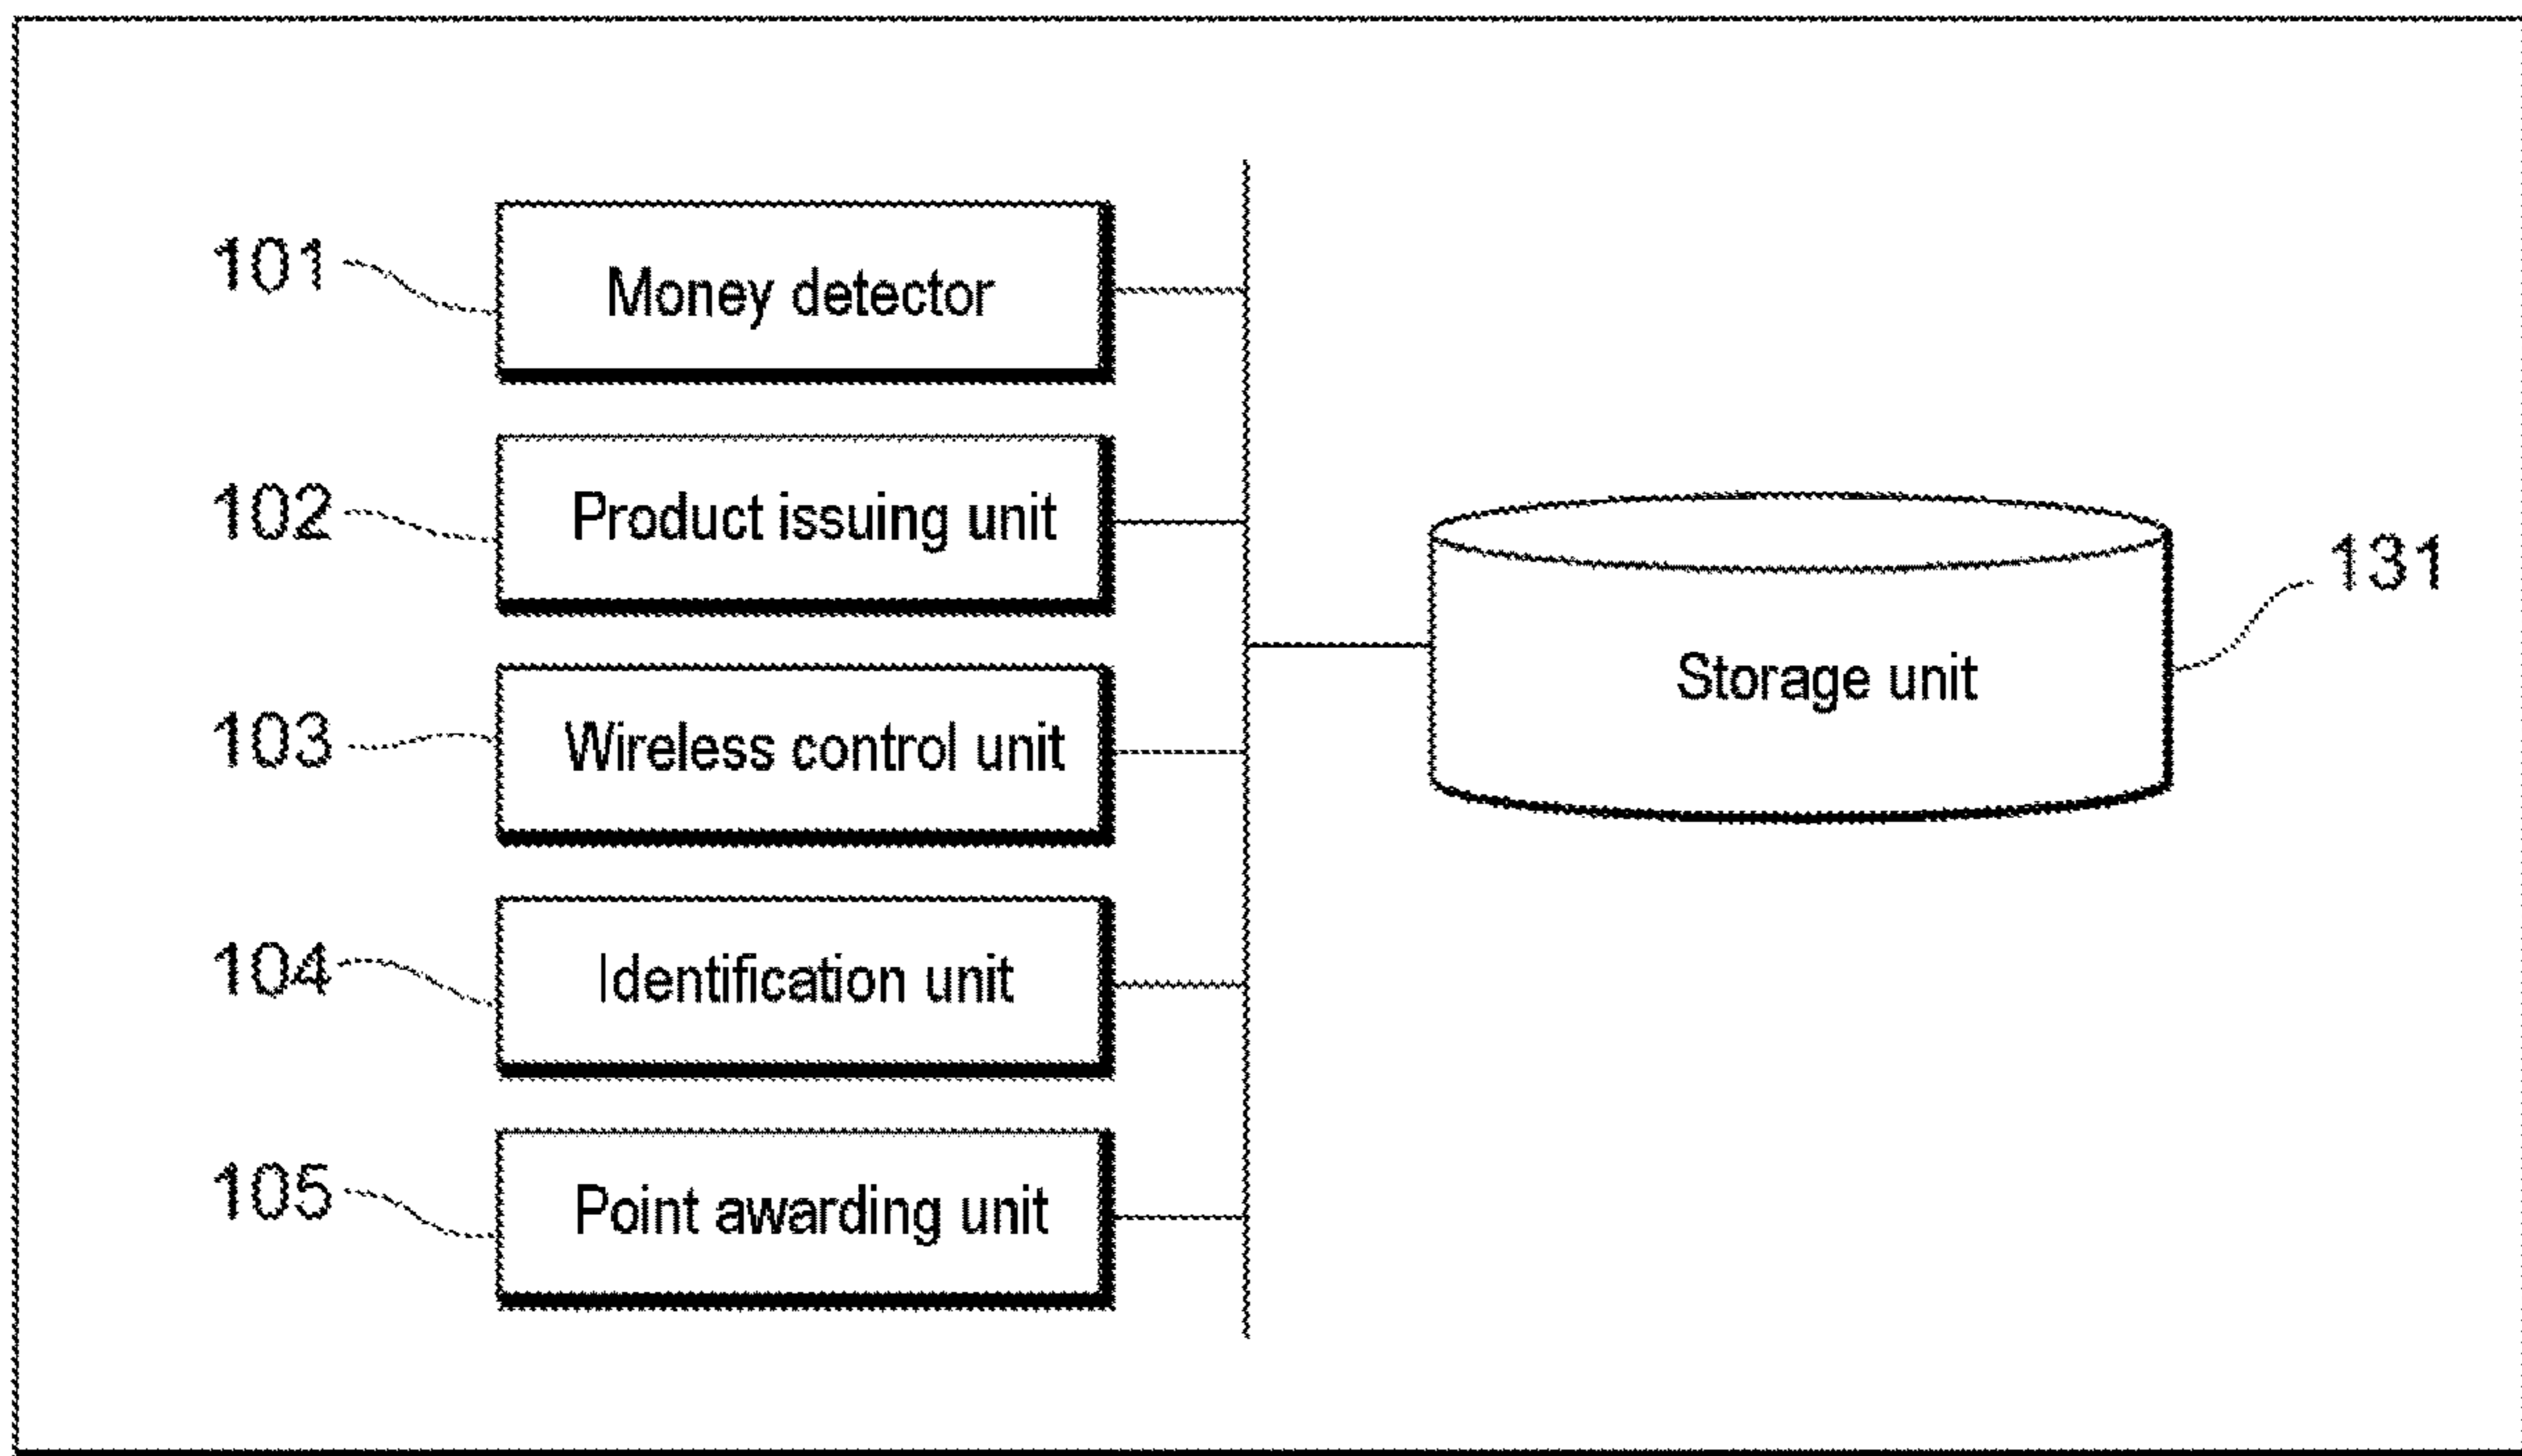 101
Money detector
102
Product issuing unit
103
Wireless control unit
104
Identification unit
105
Point awarding unit
Storage unit
131